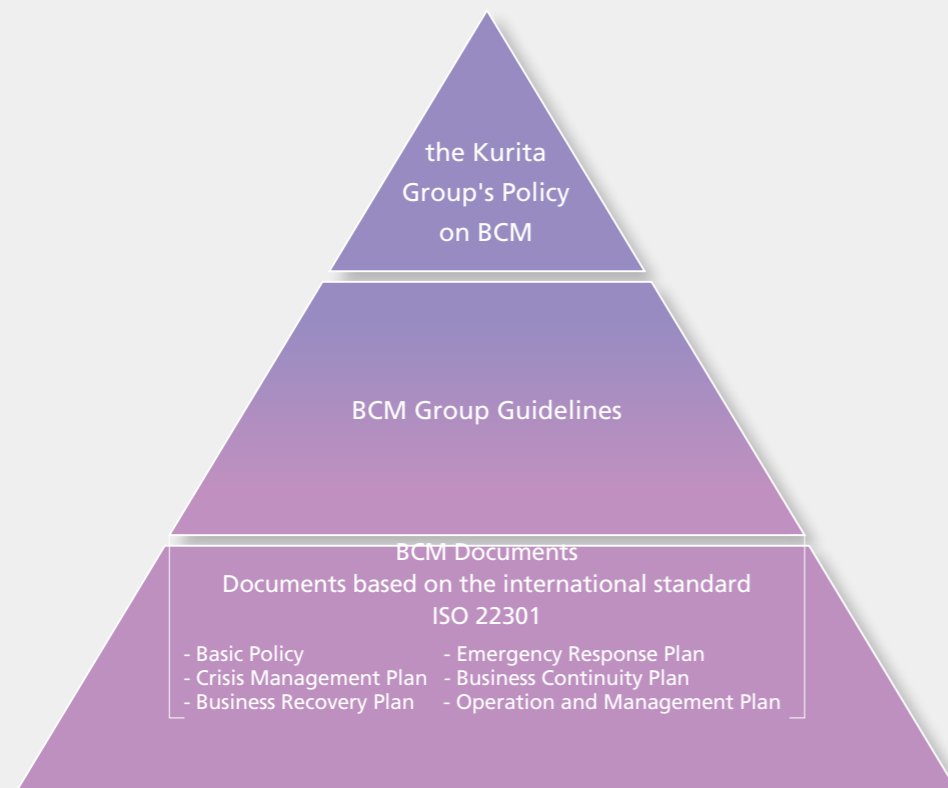 the Kurita
Group's Policy
on BCM
BCM Group Guidelines
BCM Documents
Documents based on the international standard
ISO 22301
- Basic Policy
- Crisis Management Plan
- Business Recovery Plan
- Emergency Response Plan
- Business Continuity Plan
- Operation and Management Plan